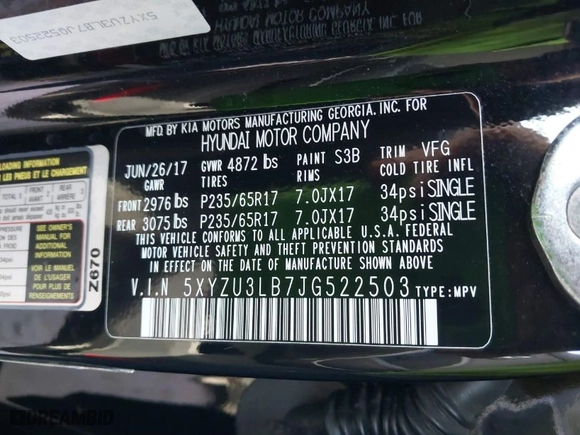 5XYZU3LB7JG522503
MFD. BY KIA MOTORS MANUFACTURING GEORGIA, INC. FOR
HYUNDAI MOTOR COMPANY
JUN/26/17 GVWR 4872 lbs PAINT S3B TRIM VFG
GAWR TIRES RIMS COLD TIRE INFL
FRONT 2976 lbs P235/65R17 7.0JX17 34psi SINGLE
REAR 3075 lbs P235/65R17 7.0JX17 34psi SINGLE
THIS VEHICLE CONFORMS TO ALL APPLICABLE U.S.A. FEDERAL
MOTOR VEHICLE SAFETY AND THEFT PREVENTION STANDARDS
IN EFFECT ON THE DATE OF MANUFACTURE SHOWN ABOVE
V.I.N 5XYZU3LB7JG522503 TYPE: MPV
LOADING INFORMATION
SEE OWNER'S
MANUAL FOR
ADDITIONAL
INFORMATION
VOIR LE MANUEL
DE L'USAGER
POUR PLUS DE
RENSEIGNEMENTS
Z670
DREAMBID